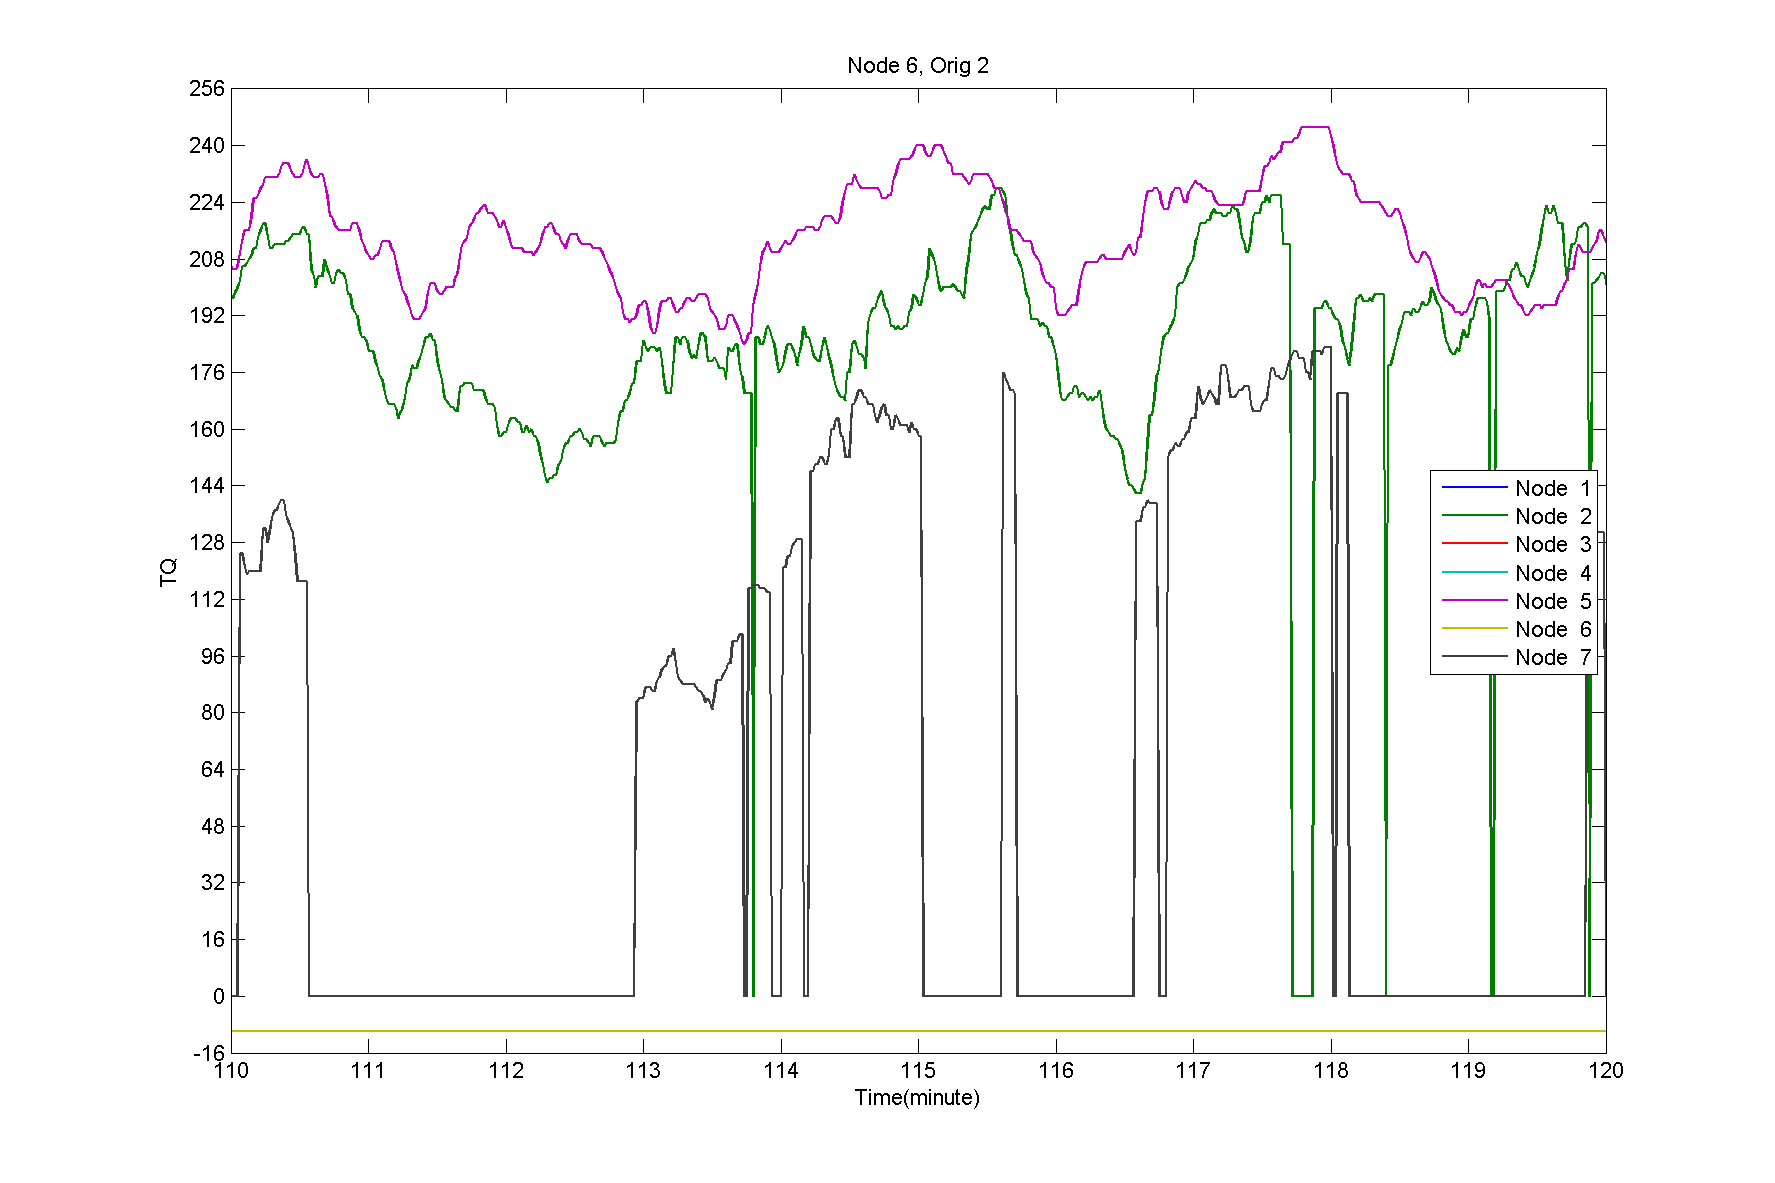 Node 6, Orig 2
256
240
224
208
192
176
160
144
128
112
96
80
64
48
32
16
0
-16
TQ
Node 1
Node 2
Node 3
Node 4
Node 5
Node 6
Node 7
110 111 112 113 114 115 116 117 118 119 120
Time(minute)